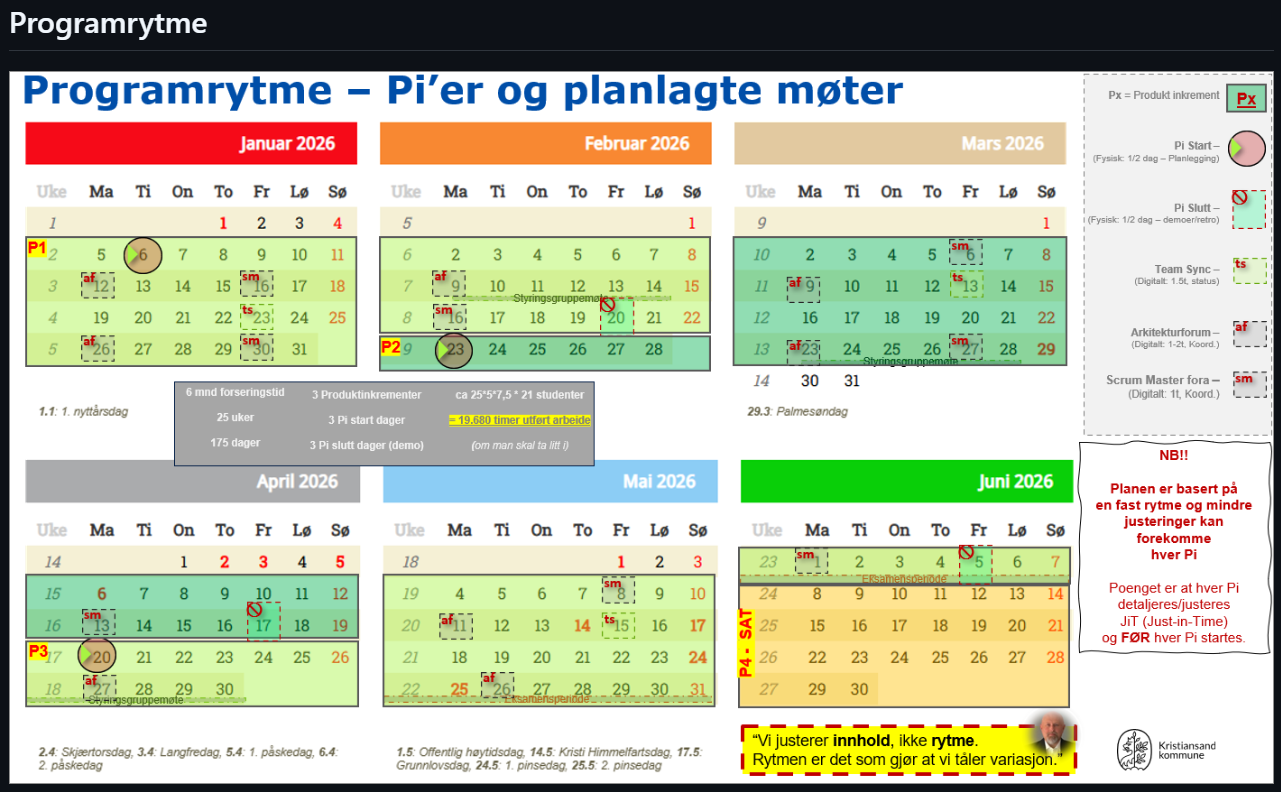 Programrytme
Programrytme – Pi’er og planlagte møter
Januar 2026
Uke Ma Ti On To Fr Lø Sø
1 1 2 3 4
P1 2 5 6 7 8 9 10 11
3 af 12 13 14 15 sm 16 17 18
4 19 20 21 22 ts 23 24 25
5 af 26 27 28 29 sm 30 31
1.1: 1. nyttårsdag
Februar 2026
Uke Ma Ti On To Fr Lø Sø
5 1
6 2 3 4 5 6 7 8
7 af 9 10 11 12 13 14 15
Styringsgruppemøte
8 sm 16 17 18 19 20 21 22
P2 9 23 24 25 26 27 28
Mars 2026
Uke Ma Ti On To Fr Lø Sø
9 1
10 2 3 4 5 sm 6 7 8
11 af 9 10 11 12 ts 13 14 15
12 16 17 18 19 20 21 22
13 af 23 24 25 26 sm 27 28 29
Styringsgruppemøte
14 30 31
29.3: Palmesøndag
6 mnd forseringstid
25 uker
175 dager
3 Produktinkrementer
3 Pi start dager
3 Pi slutt dager (demo)
ca 25*5*7,5 * 21 studenter
= 19.680 timer utført arbeide
(om man skal ta litt i)
April 2026
Uke Ma Ti On To Fr Lø Sø
14 1 2 3 4 5
15 6 7 8 9 10 11 12
16 sm 13 14 15 16 17 18 19
P3 17 20 21 22 23 24 25 26
18 af 27 28 29 30
Styringsgruppemøte
2.4: Skjærtorsdag, 3.4: Langfredag, 5.4: 1. påskedag, 6.4:
2. påskedag
Mai 2026
Uke Ma Ti On To Fr Lø Sø
18 1 2 3
19 4 5 6 7 sm 8 9 10
20 af 11 12 13 14 ts 15 16 17
21 18 19 20 21 22 23 24
22 25 af 26 27 28 29 30 31
Eksamensperiode
1.5: Offentlig høytidsdag, 14.5: Kristi Himmelfartsdag, 17.5:
Grunnlovsdag, 24.5: 1. pinsedag, 25.5: 2. pinsedag
Juni 2026
Uke Ma Ti On To Fr Lø Sø
23 sm 1 2 3 4 5 6 7
Eksamensperiode
P4 - SAT
24 8 9 10 11 12 13 14
25 15 16 17 18 19 20 21
26 22 23 24 25 26 27 28
27 29 30
“Vi justerer innhold, ikke rytme.
Rytmen er det som gjør at vi tåler variasjon.”
Px = Produkt inkrement Px
Pi Start –
(Fysisk: 1/2 dag – Planlegging)
Pi Slutt –
(Fysisk: 1/2 dag – demoer/retro)
Team Sync – ts
(Digitalt: 1.5t, status)
Arkitekturforum – af
(Digitalt: 1-2t, Koord.)
Scrum Master fora – sm
(Digitalt: 1t, Koord.)
NB!!
Planen er basert på
en fast rytme og mindre
justeringer kan
forekomme
hver Pi
Poenget er at hver Pi
detaljeres/justeres
JiT (Just-in-Time)
og FØR hver Pi startes.
Kristiansand
kommune